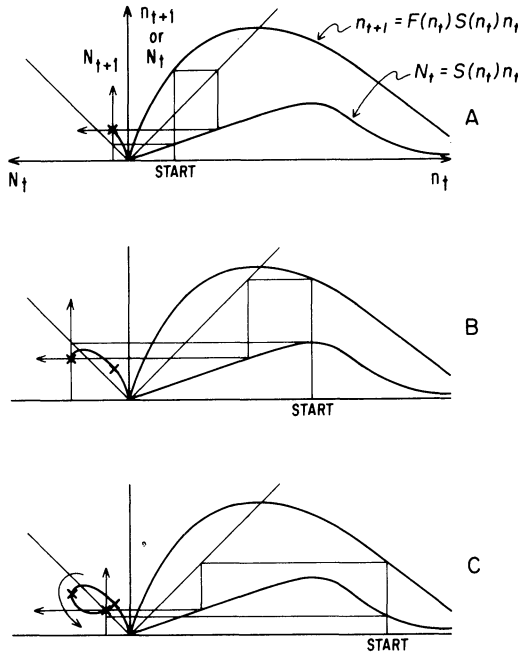 n_{t+1}
or
N_t
n_{t+1} = F(n_t) S(n_t) n_t
N_{t+1}
N_t = S(n_t) n_t
A
START
N_t
n_t
B
START
C
START